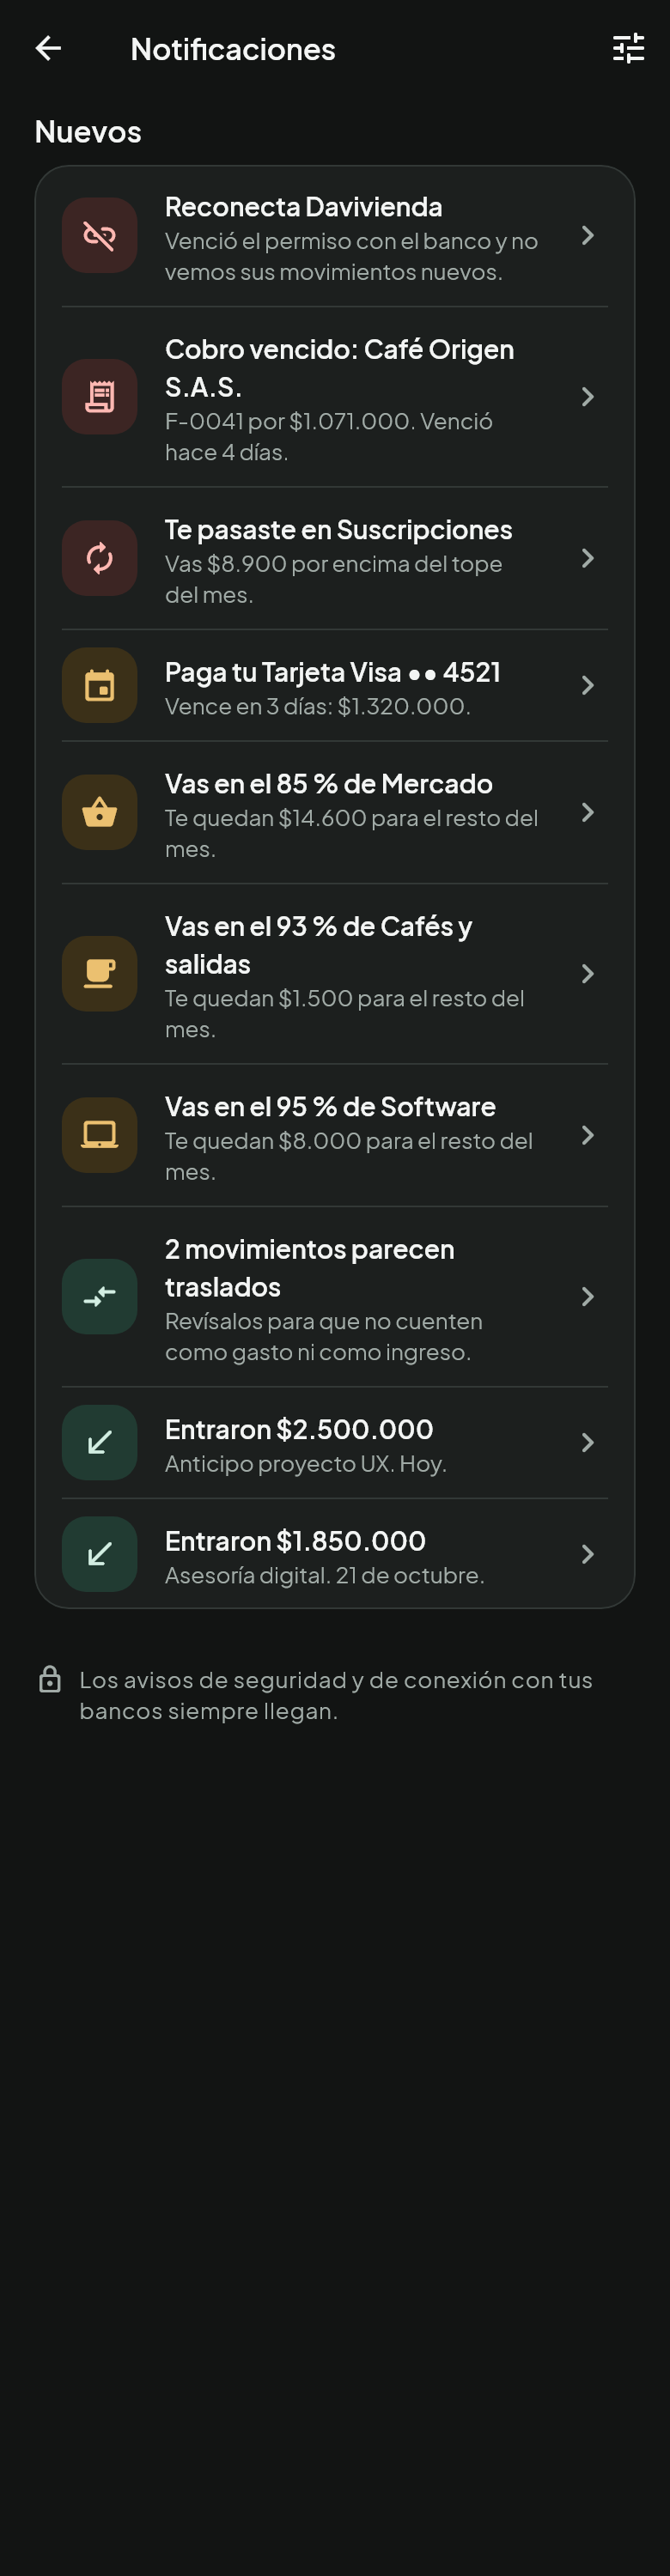 Notificaciones
Nuevos
Reconecta Davivienda
Venció el permiso con el banco y no
vemos sus movimientos nuevos.
Cobro vencido: Café Origen
S.A.S.
F-0041 por $1.071.000. Venció
hace 4 días.
Te pasaste en Suscripciones
Vas $8.900 por encima del tope
del mes.
Paga tu Tarjeta Visa •• 4521
Vence en 3 días: $1.320.000.
Vas en el 85 % de Mercado
Te quedan $14.600 para el resto del
mes.
Vas en el 93 % de Cafés y
salidas
Te quedan $1.500 para el resto del
mes.
Vas en el 95 % de Software
Te quedan $8.000 para el resto del
mes.
2 movimientos parecen
traslados
Revísalos para que no cuenten
como gasto ni como ingreso.
Entraron $2.500.000
Anticipo proyecto UX. Hoy.
Entraron $1.850.000
Asesoría digital. 21 de octubre.
Los avisos de seguridad y de conexión con tus
bancos siempre llegan.